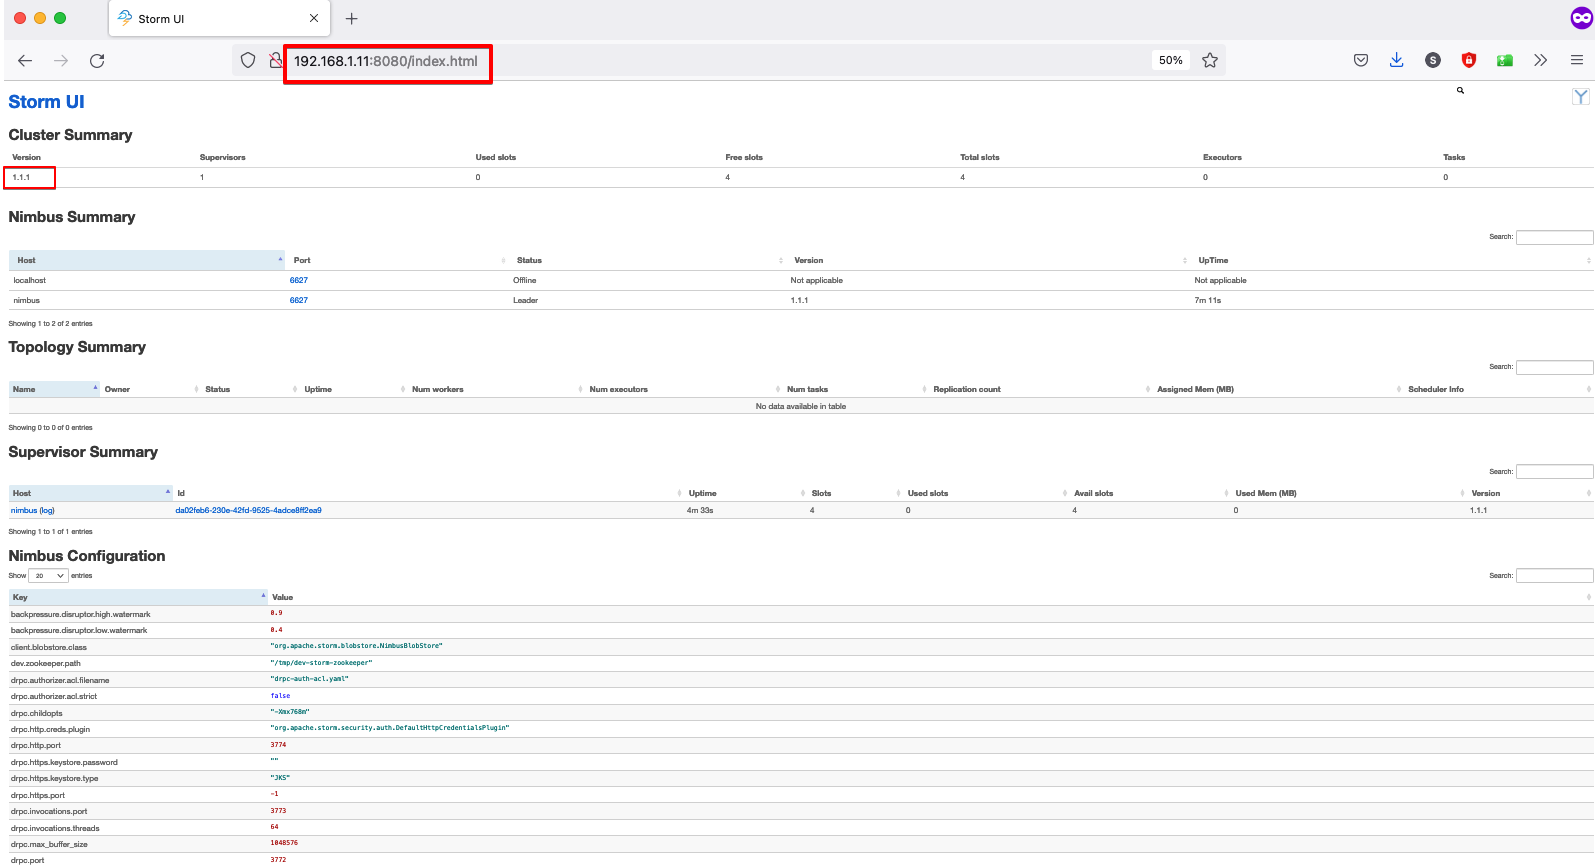 Storm UI
192.168.1.11:8080/index.html
50%
S
Storm UI
Cluster Summary
Version Supervisors Used slots Free slots Total slots Executors Tasks
1.1.1 1 0 4 4 0 0
Nimbus Summary
Search:
Host Port Status Version UpTime
localhost 6627 Offline Not applicable Not applicable
nimbus 6627 Leader 1.1.1 7m 11s
Showing 1 to 2 of 2 entries
Topology Summary
Search:
Name Owner Status Uptime Num workers Num executors Num tasks Replication count Assigned Mem (MB) Scheduler Info
No data available in table
Showing 0 to 0 of 0 entries
Supervisor Summary
Search:
Host Id Uptime Slots Used slots Avail slots Used Mem (MB) Version
nimbus (log) da02feb6-230e-42fd-9525-4adce8ff2ea9 4m 33s 4 0 4 0 1.1.1
Showing 1 to 1 of 1 entries
Nimbus Configuration
Show 20 entries Search:
Key Value
backpressure.disruptor.high.watermark 0.9
backpressure.disruptor.low.watermark 0.4
client.blobstore.class "org.apache.storm.blobstore.NimbusBlobStore"
dev.zookeeper.path "/tmp/dev-storm-zookeeper"
drpc.authorizer.acl.filename "drpc-auth-acl.yaml"
drpc.authorizer.acl.strict false
drpc.childopts "-Xmx768m"
drpc.http.creds.plugin "org.apache.storm.security.auth.DefaultHttpCredentialsPlugin"
drpc.http.port 3774
drpc.https.keystore.password ""
drpc.https.keystore.type "JKS"
drpc.https.port -1
drpc.invocations.port 3773
drpc.invocations.threads 64
drpc.max_buffer_size 1048576
drpc.port 3772